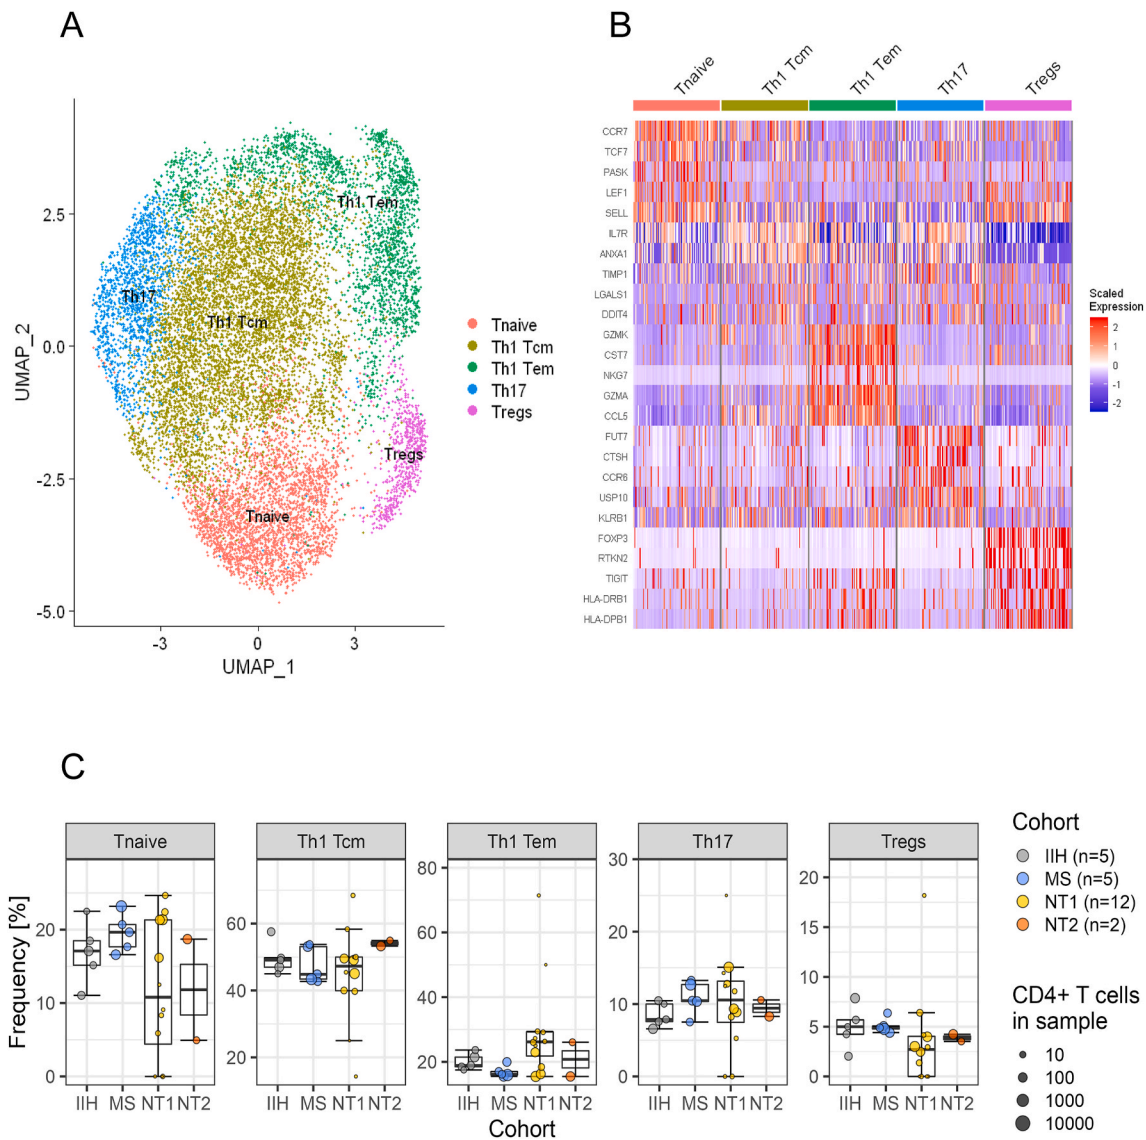 A
B
Tnaive
Th1 Tcm
Th1 Tem
Th17
Tregs
UMAP_2
2.5
0.0
-2.5
-5.0
-3
0
3
UMAP_1
Th1 Tem
Th17
Th1 Tcm
Tregs
Tnaive
Tnaive
Th1 Tcm
Th1 Tem
Th17
Tregs
CCR7
TCF7
PASK
LEF1
SELL
IL7R
ANXA1
TIMP1
LGALS1
DDIT4
GZMK
CST7
NKG7
GZMA
CCL5
FUT7
CTSH
CCR6
USP10
KLRB1
FOXP3
RTKN2
TIGIT
HLA-DRB1
HLA-DPB1
Scaled
Expression
2
1
0
-1
-2
C
Frequency [%]
Tnaive
20
10
0
IIH MS NT1 NT2
Th1 Tcm
60
40
20
IIH MS NT1 NT2
Th1 Tem
80
60
40
20
IIH MS NT1 NT2
Th17
30
20
10
0
IIH MS NT1 NT2
Tregs
20
15
10
5
0
IIH MS NT1 NT2
Cohort
Cohort
IIH (n=5)
MS (n=5)
NT1 (n=12)
NT2 (n=2)
CD4+ T cells
in sample
10
100
1000
10000